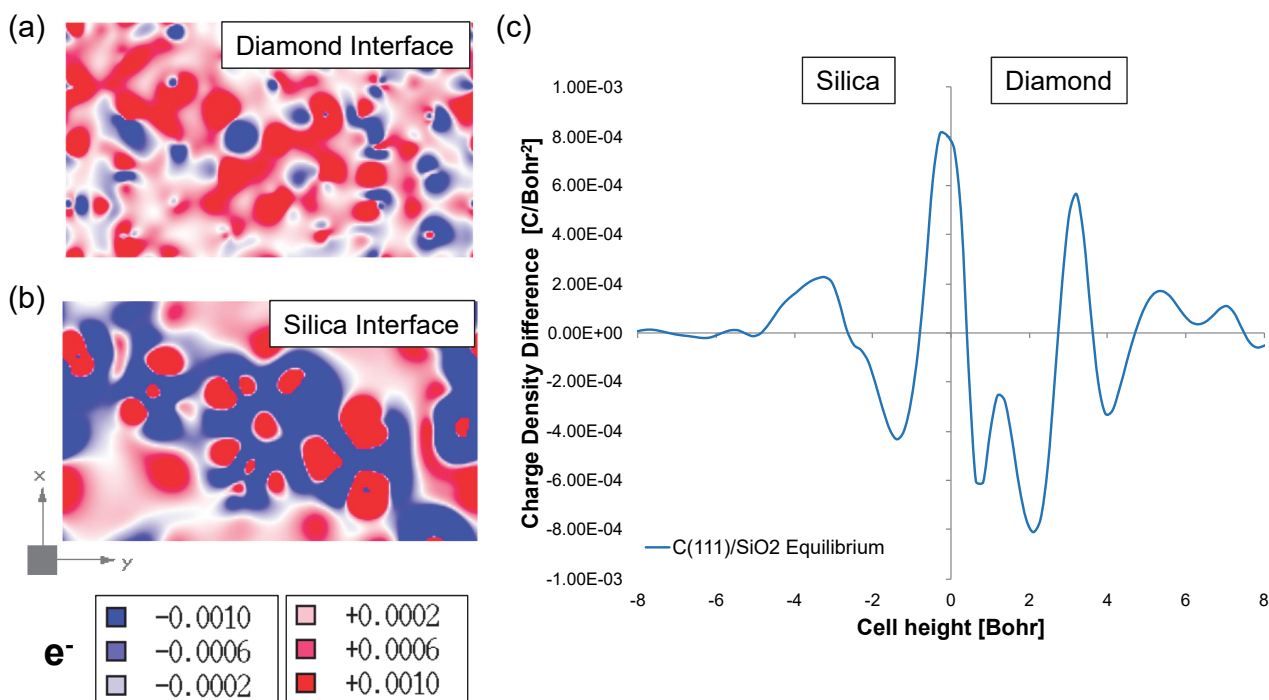 (a)
Diamond Interface
(b)
Silica Interface
x
y
e-
-0.0010
-0.0006
-0.0002
+0.0002
+0.0006
+0.0010
(c)
Silica
Diamond
Charge Density Difference [C/Bohr²]
1.00E-03
8.00E-04
6.00E-04
4.00E-04
2.00E-04
0.00E+00
-2.00E-04
-4.00E-04
-6.00E-04
-8.00E-04
-1.00E-03
C(111)/SiO2 Equilibrium
-8 -6 -4 -2 0 2 4 6 8
Cell height [Bohr]